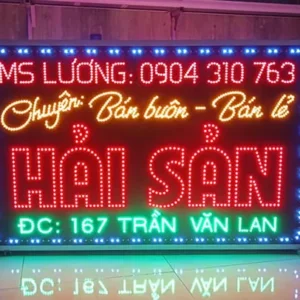 MS LƯƠNG: 0904 310 763
Chuyên: Bán buôn - Bán lẻ
HẢI SẢN
ĐC: 167 TRẦN VĂN LAN